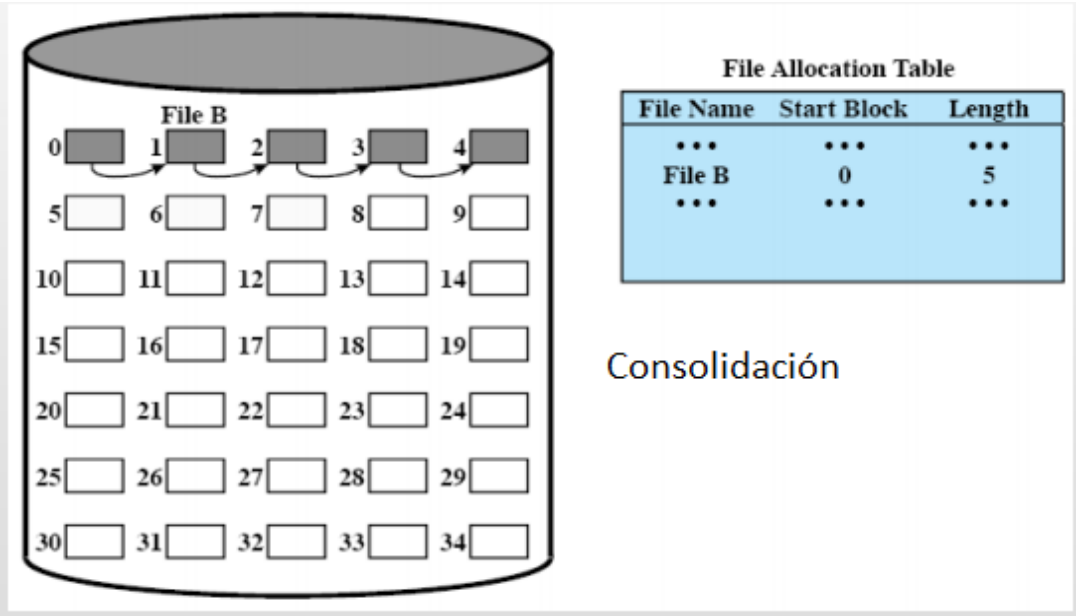 File B
0 1 2 3 4
5 6 7 8 9
10 11 12 13 14
15 16 17 18 19
20 21 22 23 24
25 26 27 28 29
30 31 32 33 34
File Allocation Table
File Name Start Block Length
••• ••• •••
File B 0 5
••• ••• •••
Consolidación